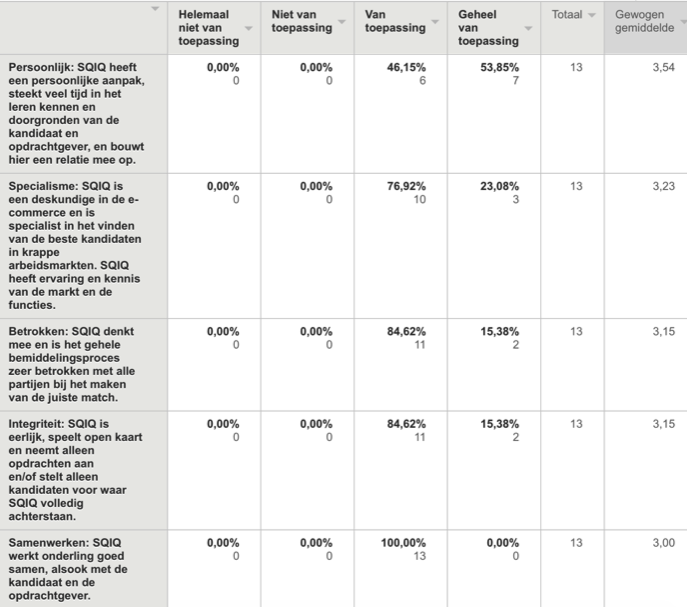 Helemaal niet van toepassing
Niet van toepassing
Van toepassing
Geheel van toepassing
Totaal
Gewogen gemiddelde
Persoonlijk: SQIQ heeft
een persoonlijke aanpak,
steekt veel tijd in het
leren kennen en
doorgronden van de
kandidaat en
opdrachtgever, en bouwt
hier een relatie mee op.
0,00% 0,00% 46,15% 53,85% 13 3,54
0 0 6 7
Specialisme: SQIQ is
een deskundige in de e-
commerce en is
specialist in het vinden
van de beste kandidaten
in krappe
arbeidsmarkten. SQIQ
heeft ervaring en kennis
van de markt en de
functies.
0,00% 0,00% 76,92% 23,08% 13 3,23
0 0 10 3
Betrokken: SQIQ denkt
mee en is het gehele
bemiddelingsproces
zeer betrokken met alle
partijen bij het maken
van de juiste match.
0,00% 0,00% 84,62% 15,38% 13 3,15
0 0 11 2
Integriteit: SQIQ is
eerlijk, speelt open kaart
en neemt alleen
opdrachten aan
en/of stelt alleen
kandidaten voor waar
SQIQ volledig
achterstaan.
0,00% 0,00% 84,62% 15,38% 13 3,15
0 0 11 2
Samenwerken: SQIQ
werkt onderling goed
samen, alsook met de
kandidaat en de
opdrachtgever.
0,00% 0,00% 100,00% 0,00% 13 3,00
0 0 13 0